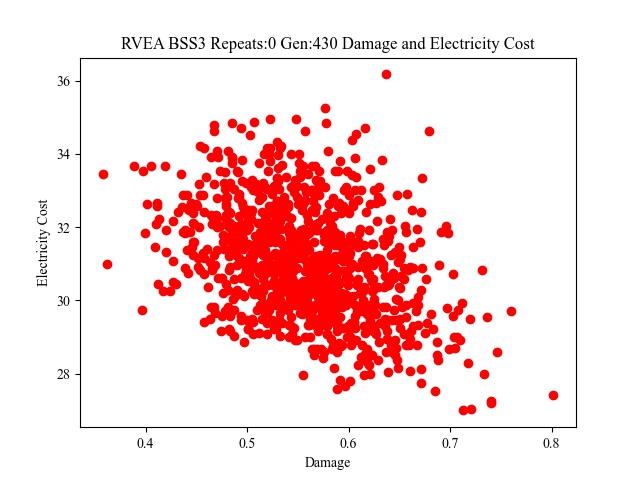 RVEA BSS3 Repeats:0 Gen:430 Damage and Electricity Cost
36
34
32
30
28
Electricity Cost
0.4 0.5 0.6 0.7 0.8
Damage